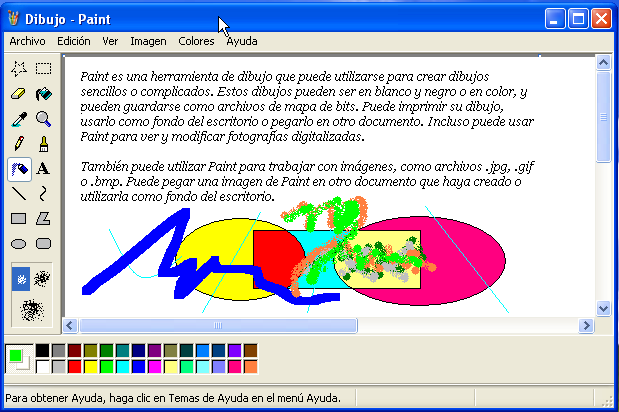 Dibujo - Paint
Archivo Edición Ver Imagen Colores Ayuda
Paint es una herramienta de dibujo que puede utilizarse para crear dibujos
sencillos o complicados. Estos dibujos pueden ser en blanco y negro o en color, y
pueden guardarse como archivos de mapa de bits. Puede imprimir su dibujo,
usarlo como fondo del escritorio o pegarlo en otro documento. Incluso puede usar
Paint para ver y modificar fotografías digitalizadas.
También puede utilizar Paint para trabajar con imágenes, como archivos .jpg, .gif
o .bmp. Puede pegar una imagen de Paint en otro documento que haya creado o
utilizarla como fondo del escritorio.
A
Para obtener Ayuda, haga clic en Temas de Ayuda en el menú Ayuda.